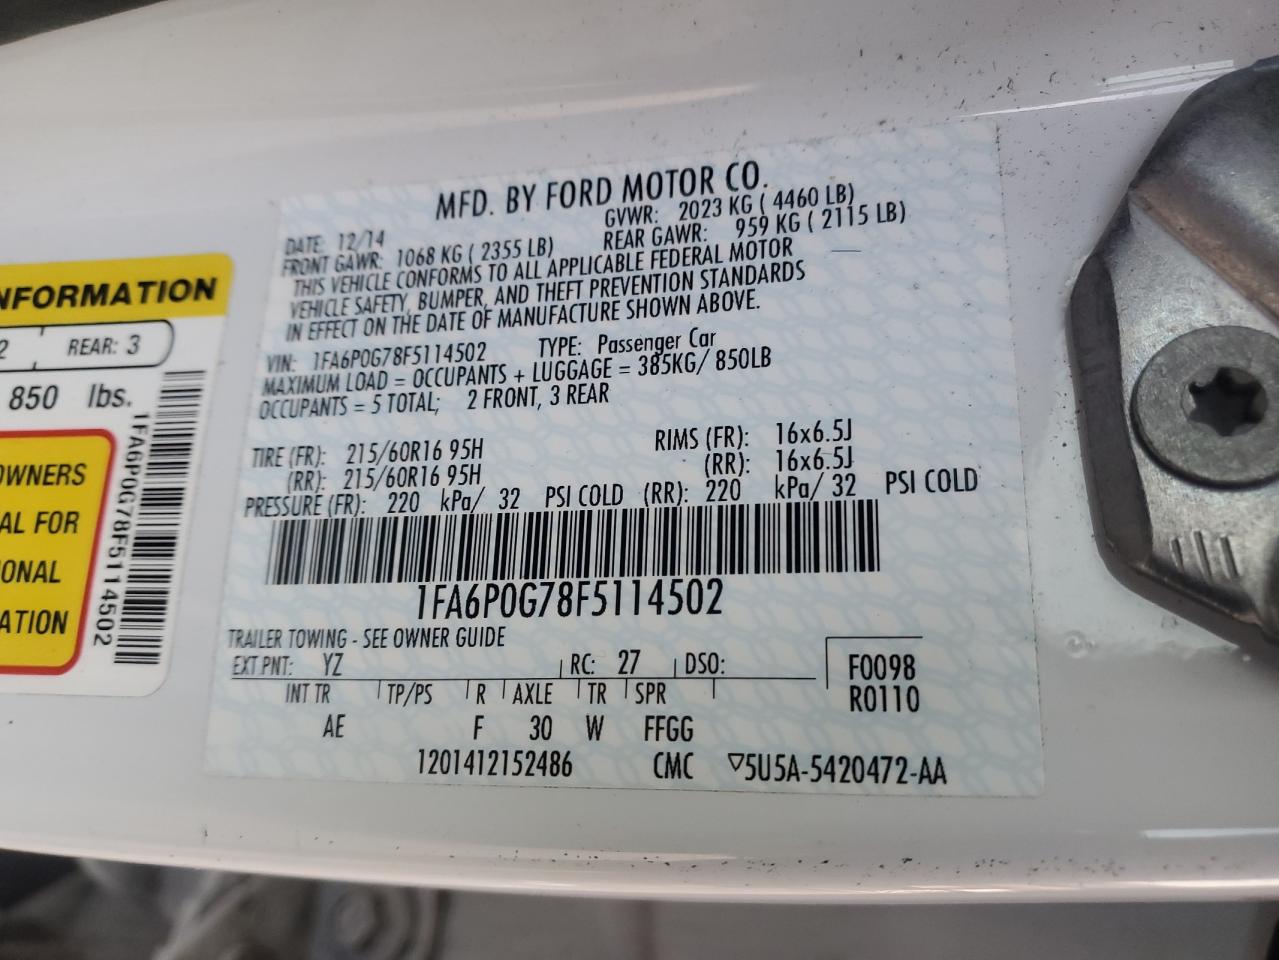 NFORMATION
2 REAR: 3
850 lbs.
OWNERS
AL FOR
IONAL
ATION
1FA6P0G78F5114502
MFD. BY FORD MOTOR CO.
DATE: 12/14 GVWR: 2023 KG ( 4460 LB)
FRONT GAWR: 1068 KG ( 2355 LB) REAR GAWR: 959 KG ( 2115 LB)
THIS VEHICLE CONFORMS TO ALL APPLICABLE FEDERAL MOTOR
VEHICLE SAFETY, BUMPER, AND THEFT PREVENTION STANDARDS
IN EFFECT ON THE DATE OF MANUFACTURE SHOWN ABOVE.
VIN: 1FA6P0G78F5114502 TYPE: Passenger Car
MAXIMUM LOAD = OCCUPANTS + LUGGAGE = 385KG/ 850LB
OCCUPANTS = 5 TOTAL; 2 FRONT, 3 REAR
TIRE (FR): 215/60R16 95H RIMS (FR): 16x6.5J
(RR): 215/60R16 95H (RR): 16x6.5J
PRESSURE (FR): 220 kPa/ 32 PSI COLD (RR): 220 kPa/ 32 PSI COLD
1FA6P0G78F5114502
TRAILER TOWING - SEE OWNER GUIDE
EXT PNT: YZ RC: 27 DSO: F0098
INT TR TP/PS R AXLE TR SPR R0110
AE F 30 W FFGG
1201412152486 CMC ▽5U5A-5420472-AA